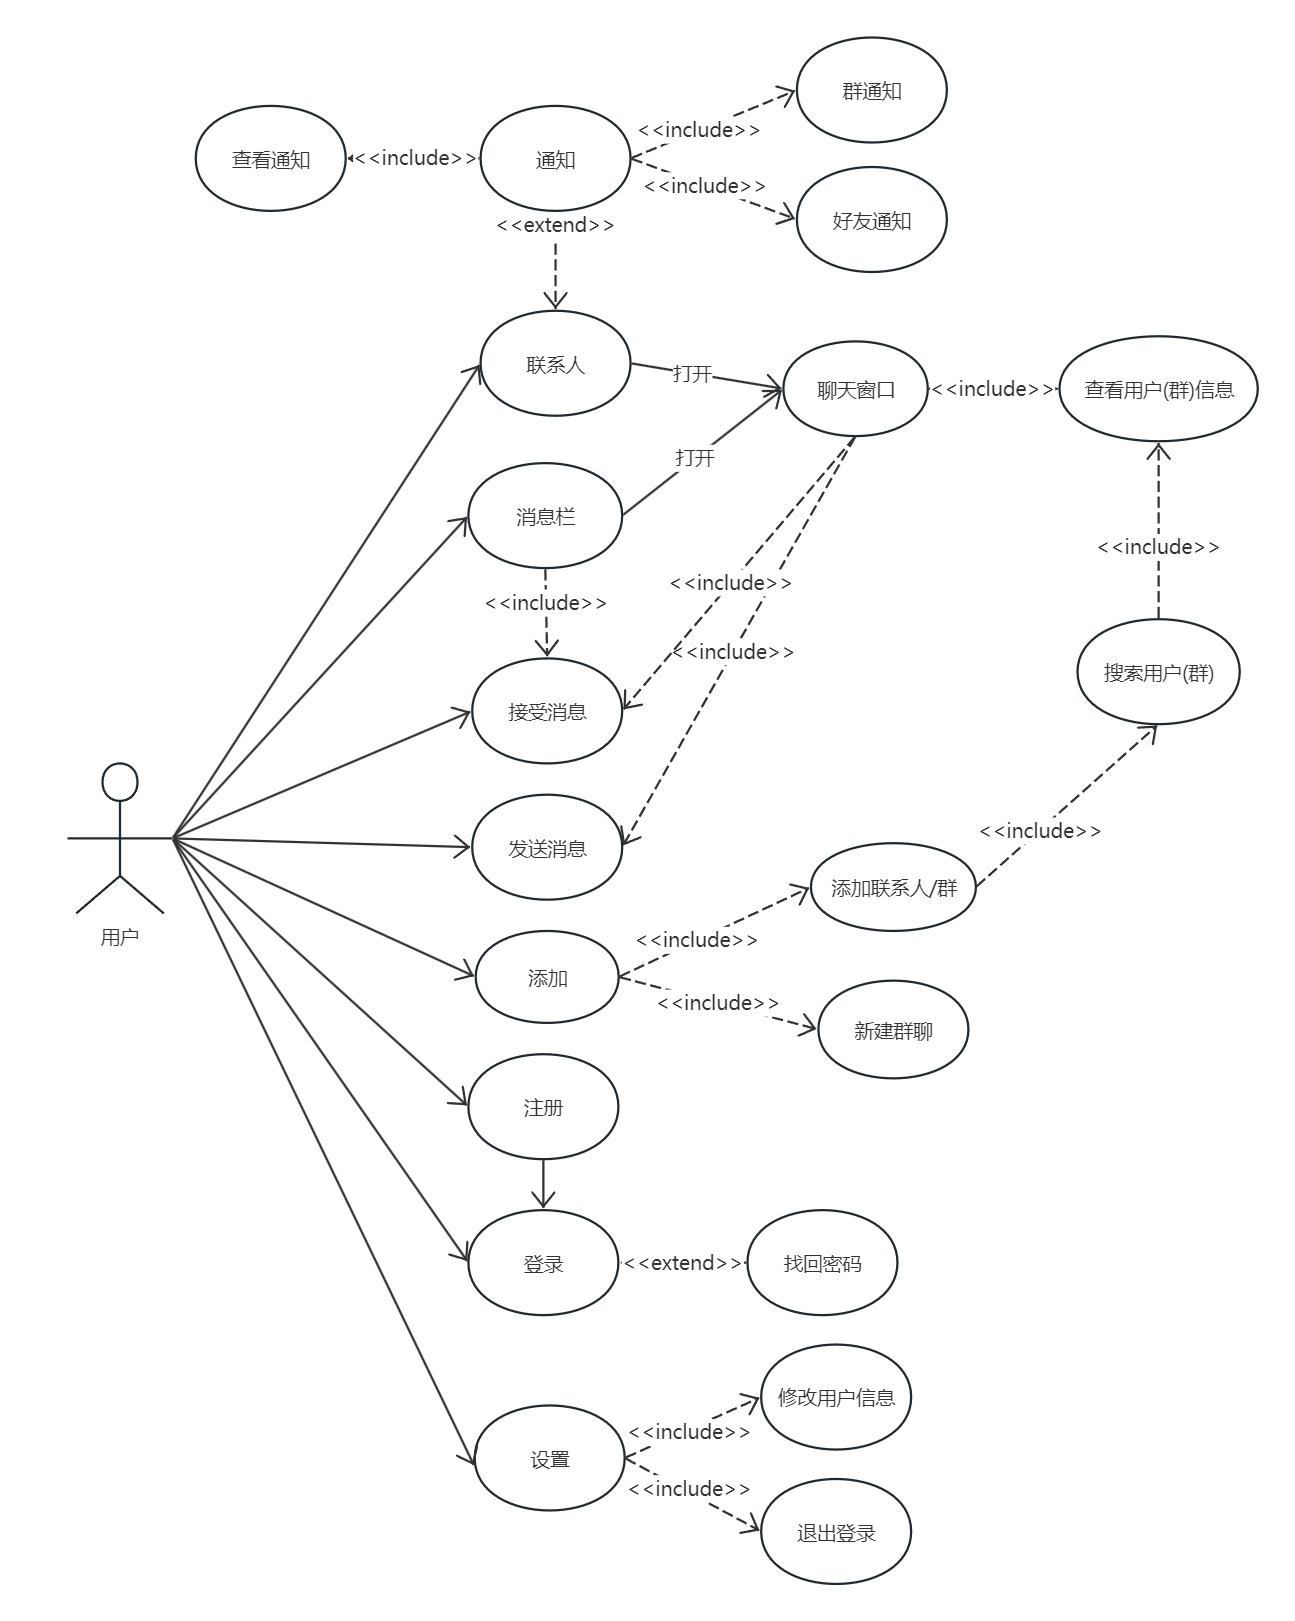 群通知
<<include>>
查看通知
<<include>>
通知
<<include>>
好友通知
<<extend>>
联系人
打开
聊天窗口
<<include>>
查看用户(群)信息
打开
消息栏
<<include>>
<<include>>
<<include>>
<<include>>
搜索用户(群)
接受消息
<<include>>
发送消息
添加联系人/群
用户
<<include>>
添加
<<include>>
新建群聊
注册
登录
<<extend>>
找回密码
修改用户信息
<<include>>
设置
<<include>>
退出登录